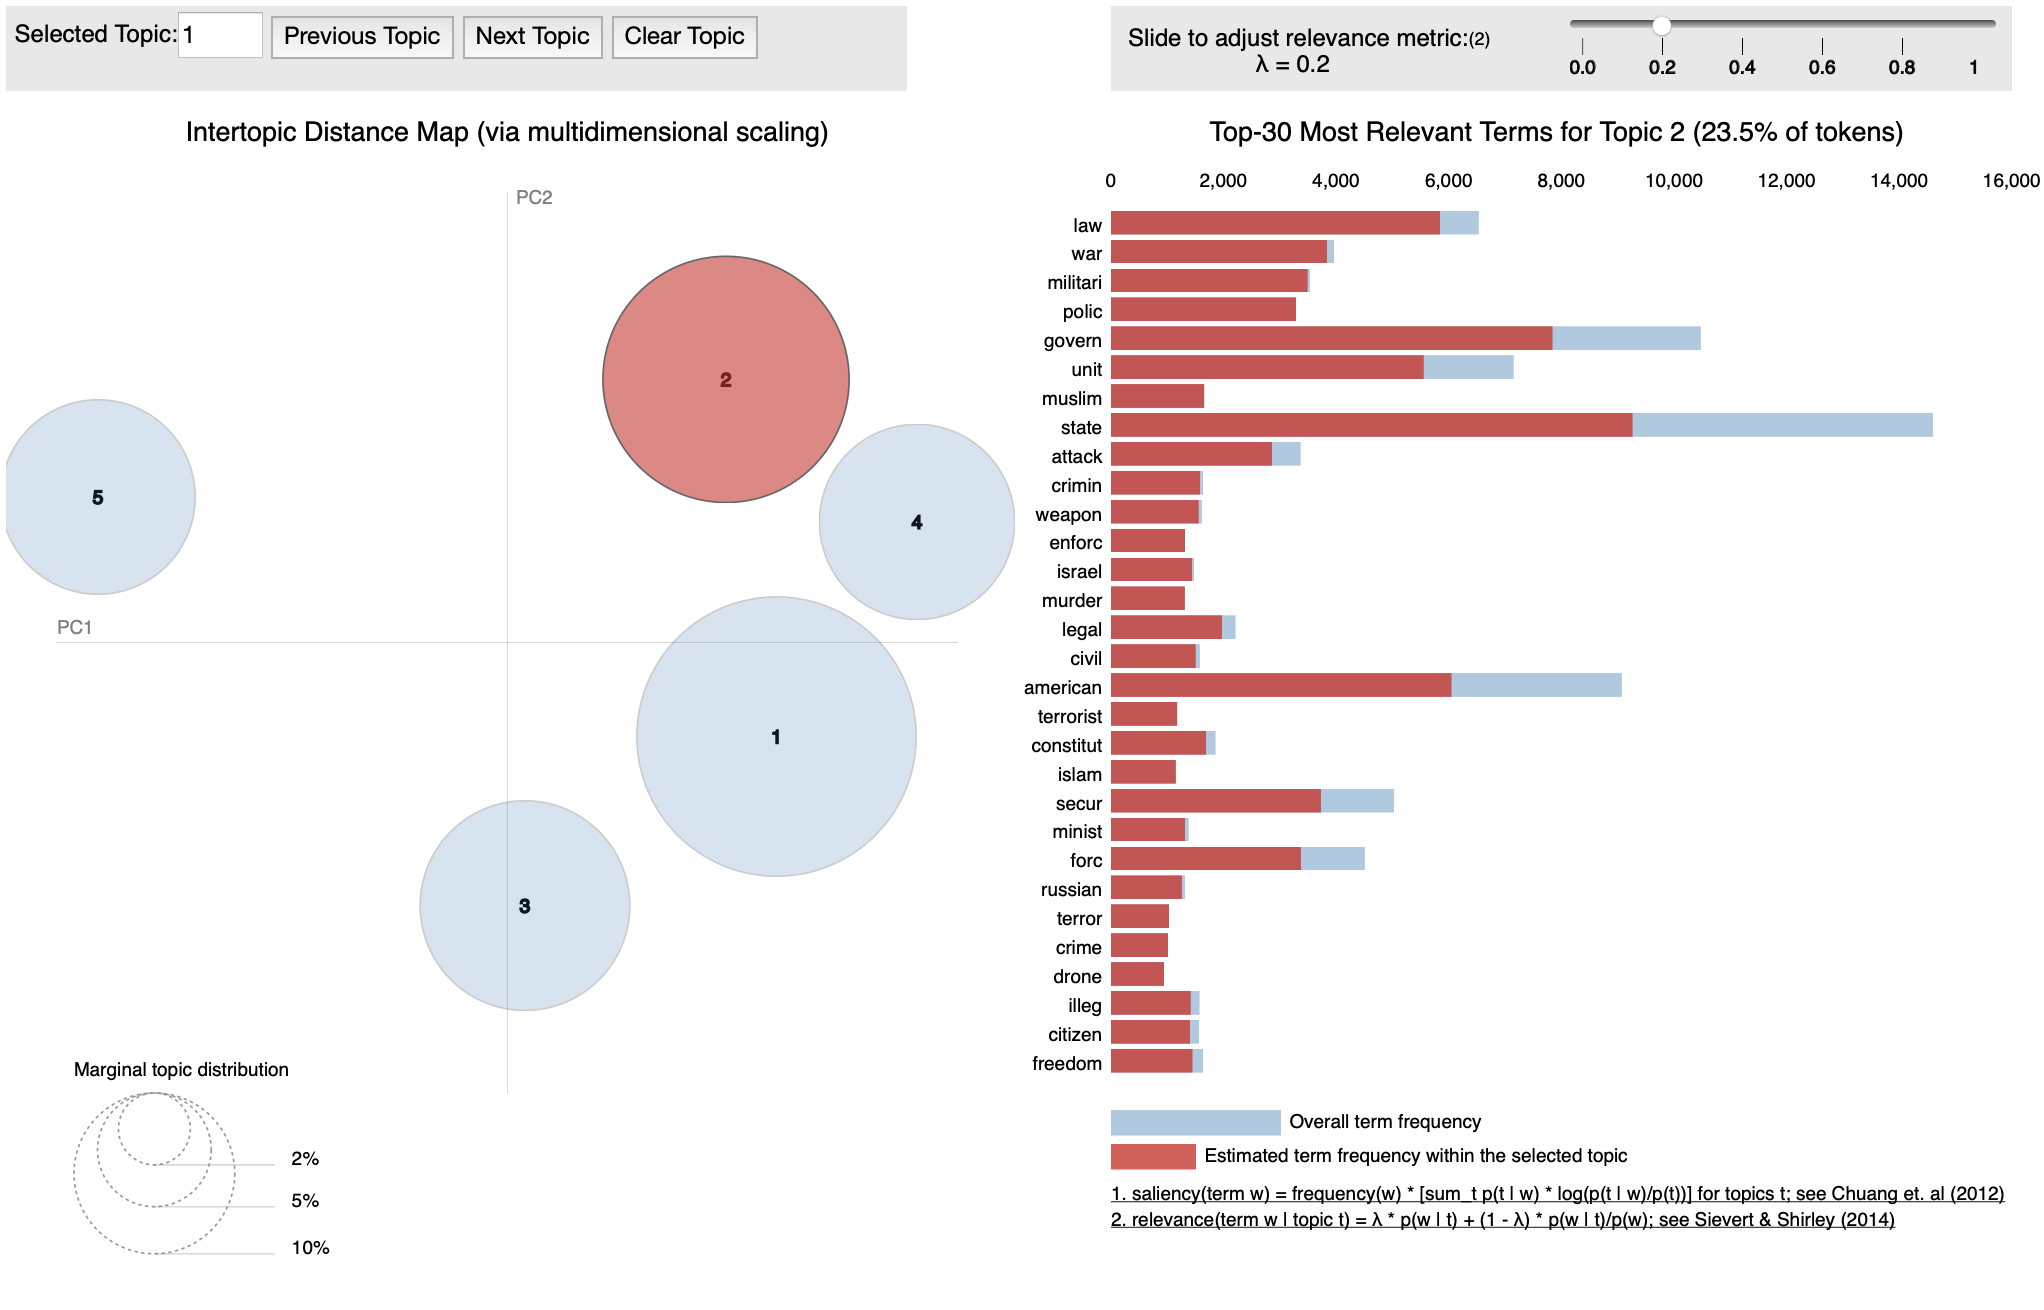 Selected Topic: 1 Previous Topic Next Topic Clear Topic
Slide to adjust relevance metric:(2)
λ = 0.2
0.0 0.2 0.4 0.6 0.8 1
Intertopic Distance Map (via multidimensional scaling)
PC2
PC1
2
5
4
1
3
Marginal topic distribution
2%
5%
10%
Top-30 Most Relevant Terms for Topic 2 (23.5% of tokens)
0 2,000 4,000 6,000 8,000 10,000 12,000 14,000 16,000
law
war
militari
polic
govern
unit
muslim
state
attack
crimin
weapon
enforc
israel
murder
legal
civil
american
terrorist
constitut
islam
secur
minist
forc
russian
terror
crime
drone
illeg
citizen
freedom
Overall term frequency
Estimated term frequency within the selected topic
1. saliency(term w) = frequency(w) * [sum_t p(t | w) * log(p(t | w)/p(t))] for topics t; see Chuang et. al (2012)
2. relevance(term w | topic t) = λ * p(w | t) + (1 - λ) * p(w | t)/p(w); see Sievert & Shirley (2014)